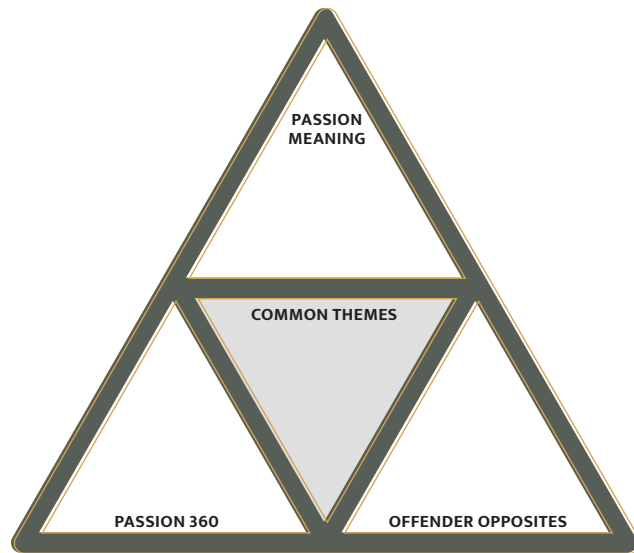 PASSION
MEANING
COMMON THEMES
PASSION 360
OFFENDER OPPOSITES